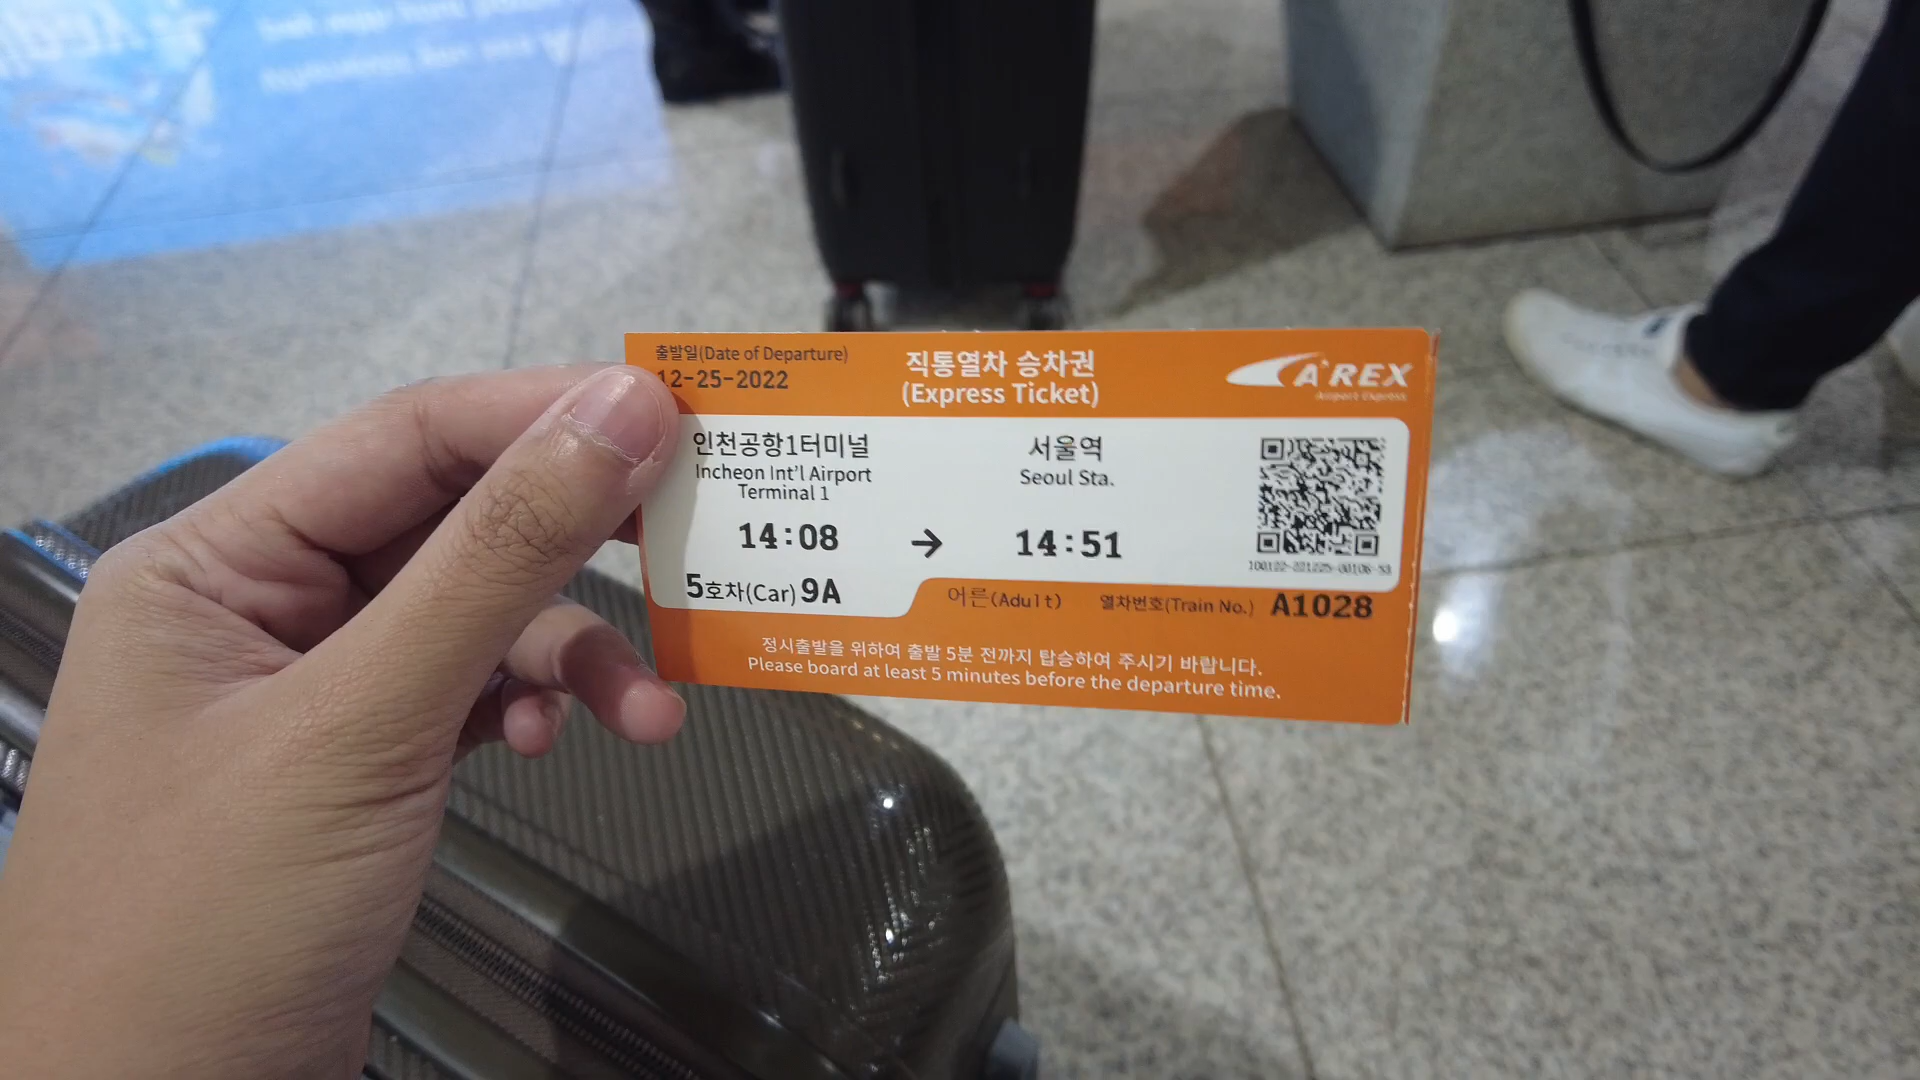 출발일(Date of Departure)
12-25-2022
직통열차 승차권
(Express Ticket)
A'REX
Airport Express
인천공항1터미널
Incheon Int'l Airport
Terminal 1
14:08
→
서울역
Seoul Sta.
14:51
5호차(Car) 9A
어른(Adult)
열차번호(Train No.) A1028
정시출발을 위하여 출발 5분 전까지 탑승하여 주시기 바랍니다.
Please board at least 5 minutes before the departure time.